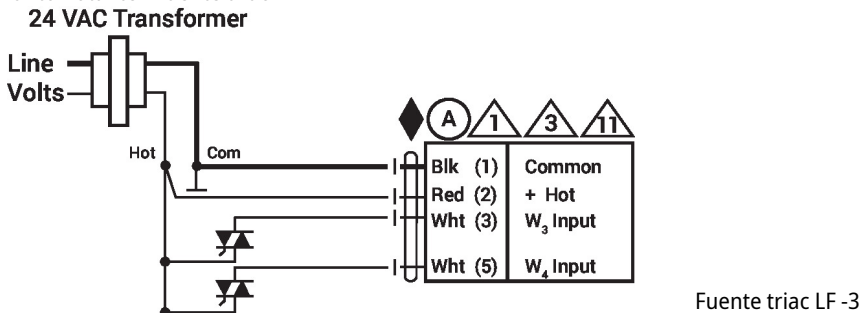 24 VAC Transformer
Line
Volts
A 1 3 11
Hot Com
Blk (1) Common
Red (2) + Hot
Wht (3) W₃ Input
Wht (5) W₄ Input
Fuente triac LF -3